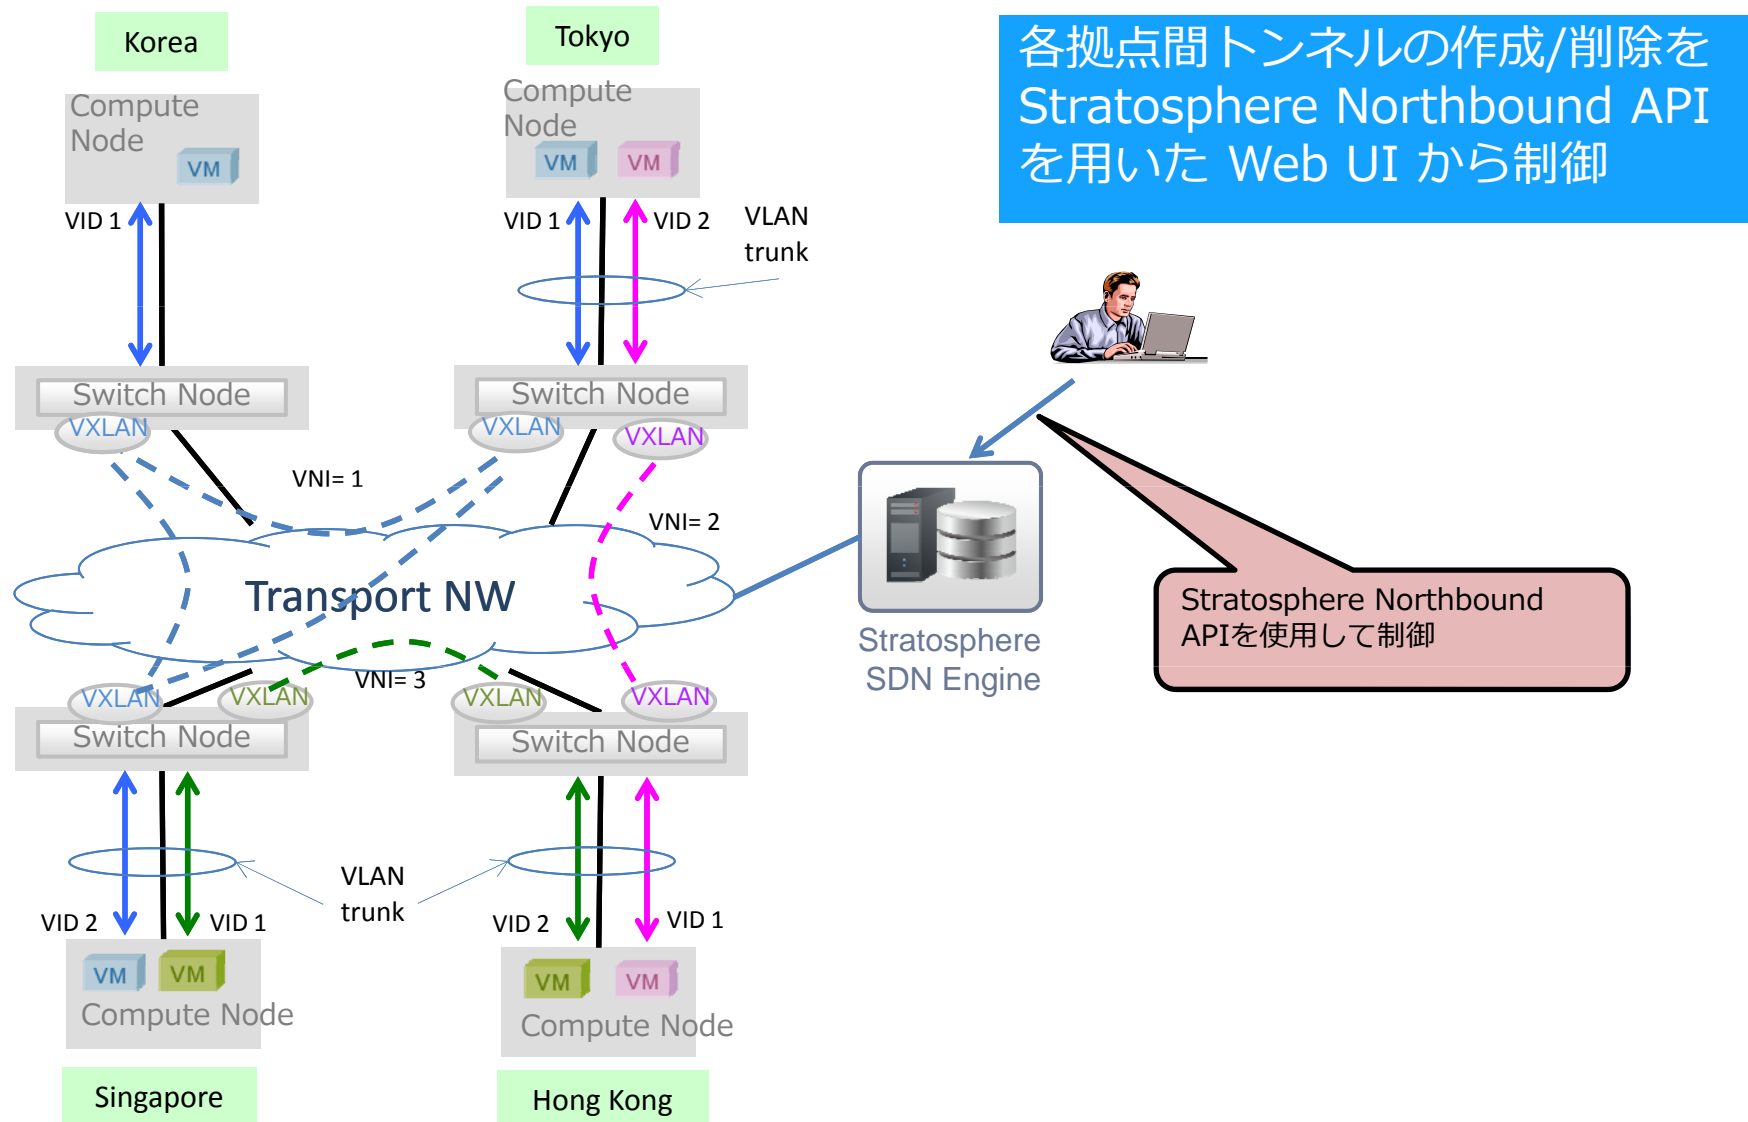 Korea
Tokyo
各拠点間トンネルの作成/削除を
Stratosphere Northbound API
を用いた Web UI から制御
Compute
Node
VM
Compute
Node
VM
VM
VID 1
VID 1
VID 2
VLAN
trunk
Switch Node
VXLAN
Switch Node
VXLAN
VXLAN
VNI= 1
VNI= 2
Transport NW
Stratosphere
SDN Engine
Stratosphere Northbound
APIを使用して制御
VNI= 3
VXLAN
VXLAN
Switch Node
VXLAN
VXLAN
Switch Node
VLAN
trunk
VID 2
VID 1
VID 2
VID 1
VM
VM
Compute Node
VM
VM
Compute Node
Singapore
Hong Kong